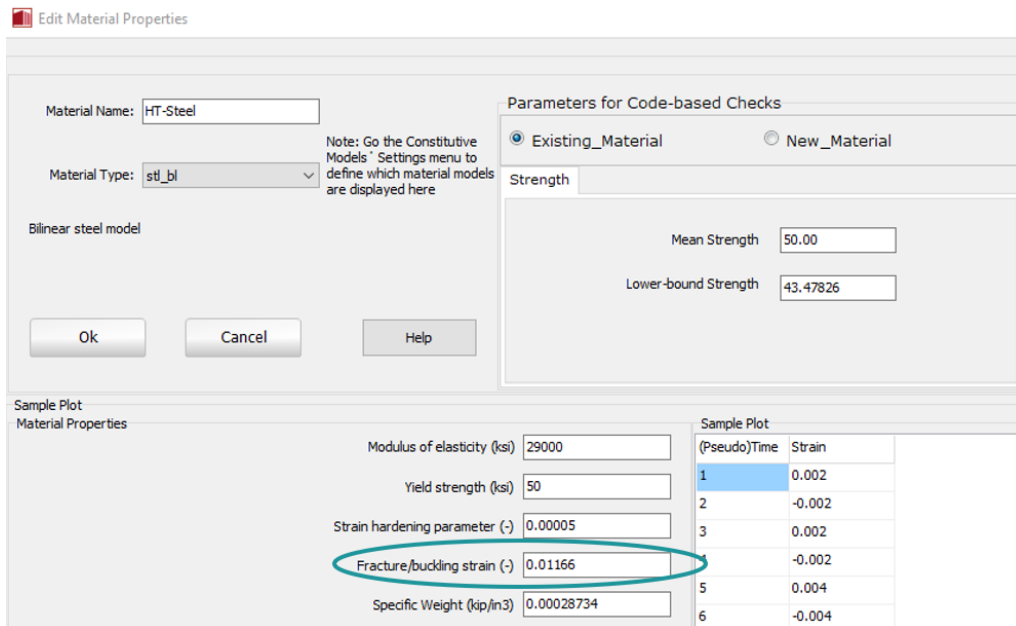 Edit Material Properties
Material Name: HT-Steel
Material Type: stl_bl
Note: Go the Constitutive
Models` Settings menu to
define which material models
are displayed here
Bilinear steel model
Ok Cancel Help
Parameters for Code-based Checks
Existing_Material New_Material
Strength
Mean Strength 50.00
Lower-bound Strength 43.47826
Sample Plot
Material Properties
Modulus of elasticity (ksi) 29000
Yield strength (ksi) 50
Strain hardening parameter (-) 0.00005
Fracture/buckling strain (-) 0.01166
Specific Weight (kip/in3) 0.00028734
Sample Plot
(Pseudo)Time Strain
1 0.002
2 -0.002
3 0.002
4 -0.002
5 0.004
6 -0.004